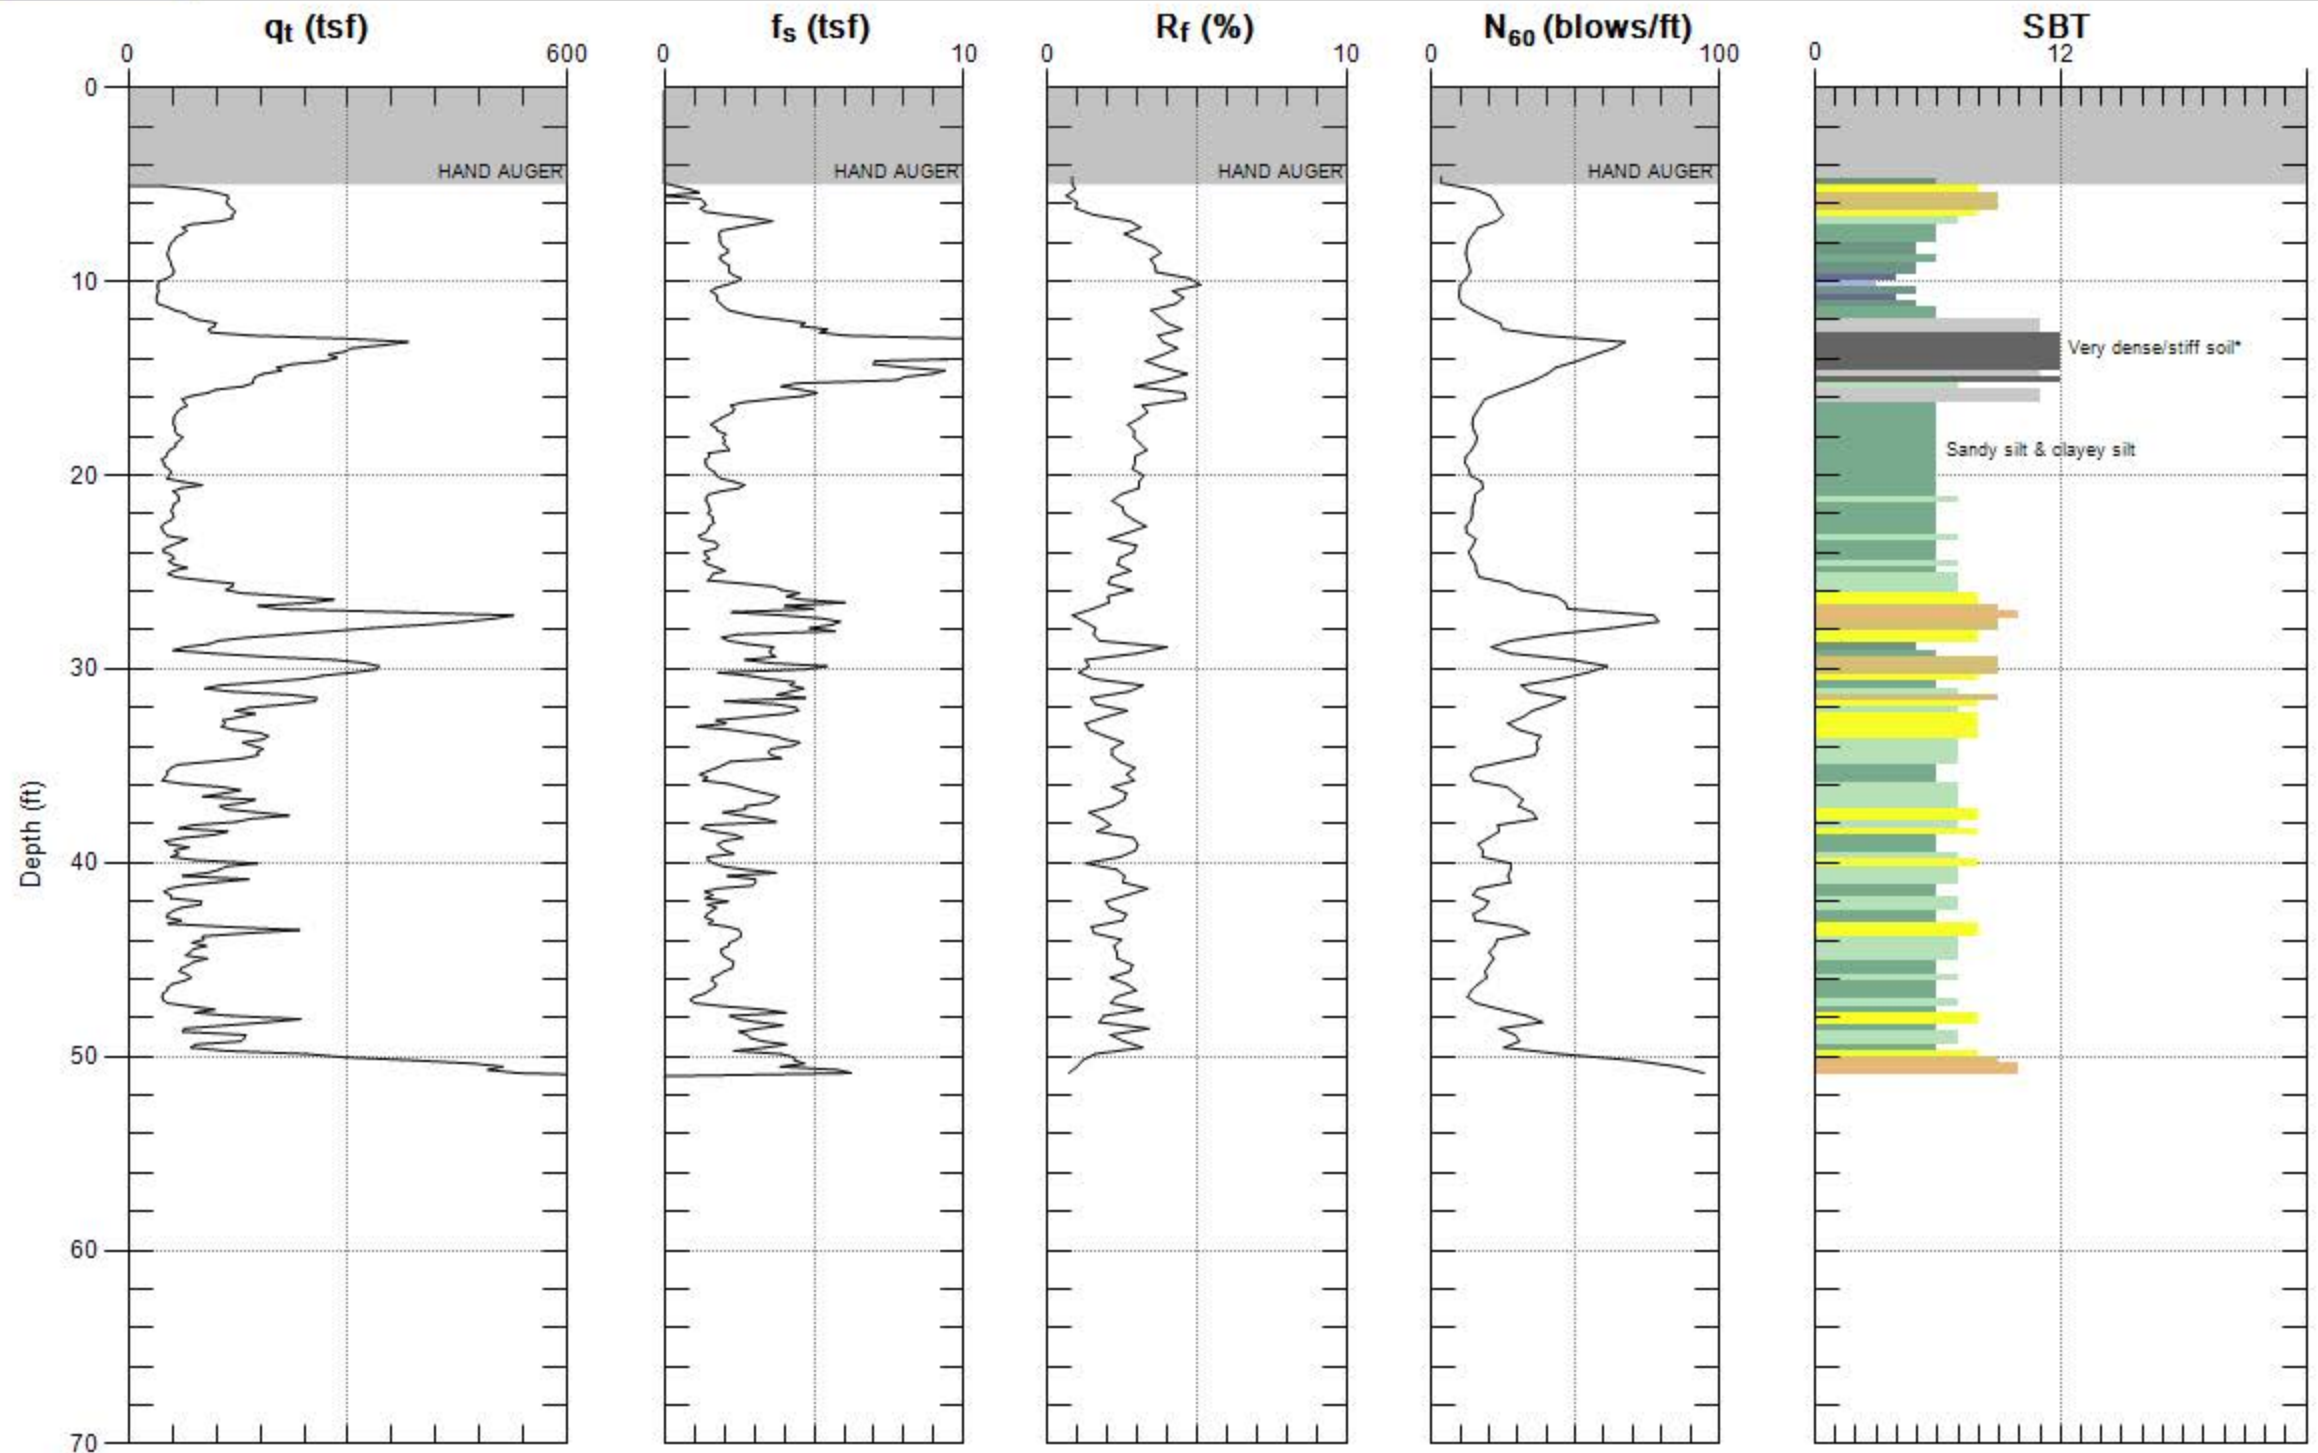 qt (tsf) fs (tsf) Rf (%) N60 (blows/ft) SBT
0 600 0 10 0 10 0 100 0 12
0
HAND AUGER HAND AUGER HAND AUGER HAND AUGER
10
Very dense/stiff soil*
Sandy silt & clayey silt
20
30
Depth (ft)
40
50
60
70